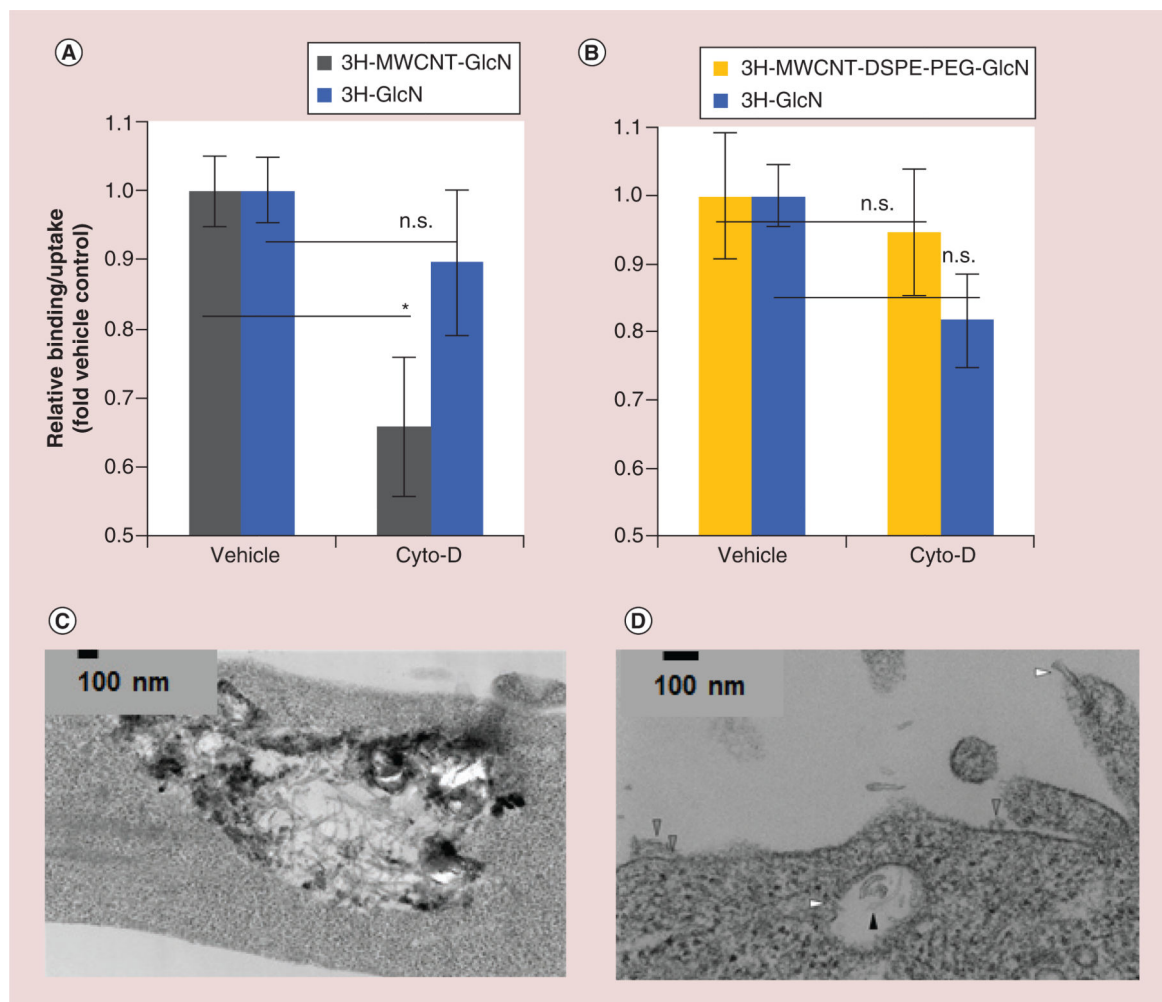 A
3H-MWCNT-GlcN
3H-GlcN
Relative binding/uptake
(fold vehicle control)
1.1
1.0
0.9
0.8
0.7
0.6
0.5
n.s.
*
Vehicle
Cyto-D
B
3H-MWCNT-DSPE-PEG-GlcN
3H-GlcN
1.1
1.0
0.9
0.8
0.7
0.6
0.5
n.s.
n.s.
Vehicle
Cyto-D
C
100 nm
D
100 nm